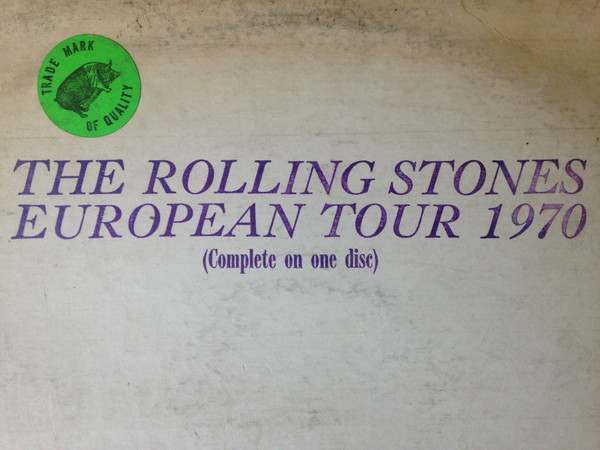 TRADE MARK
OF QUALITY
THE ROLLING STONES
EUROPEAN TOUR 1970
(Complete on one disc)